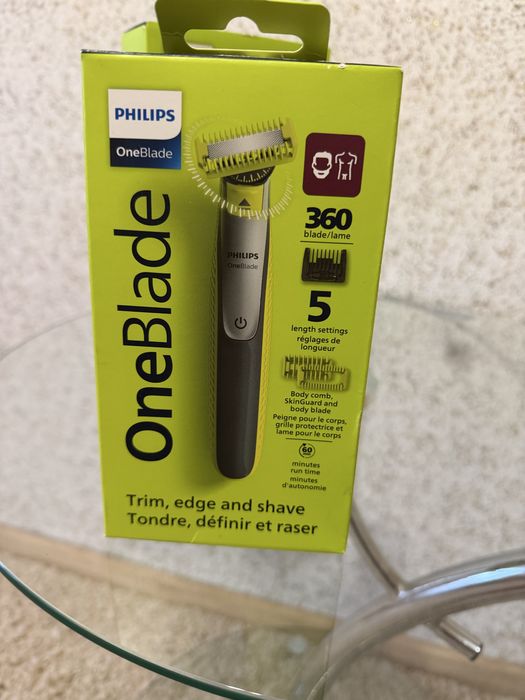 PHILIPS
OneBlade
OneBlade
PHILIPS
OneBlade
360
blade/lame
5
length settings
réglages de
longueur
Body comb,
SkinGuard and
body blade
Peigne pour le corps,
grille protectrice et
lame pour le corps
60
minutes
run time
minutes
d'autonomie
Trim, edge and shave
Tondre, définir et raser